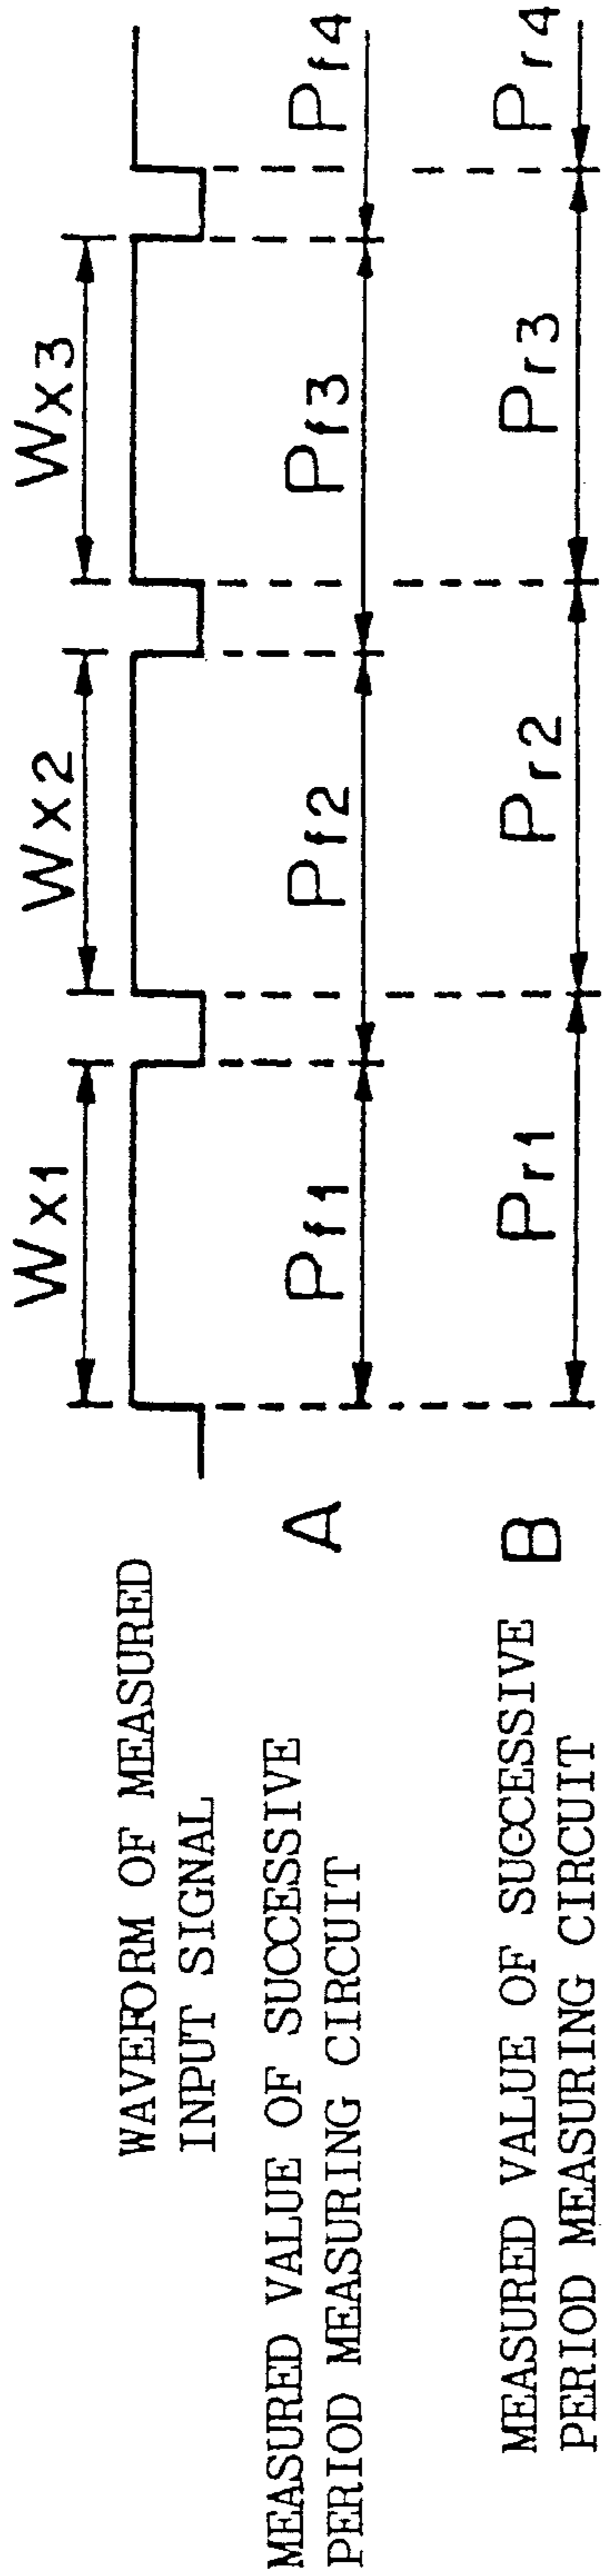 Wx1 Wx2 Wx3
WAVEFORM OF MEASURED
INPUT SIGNAL
MEASURED VALUE OF SUCCESSIVE
PERIOD MEASURING CIRCUIT
A
Pf1 Pf2 Pf3 Pf4
MEASURED VALUE OF SUCCESSIVE
PERIOD MEASURING CIRCUIT
B
Pr1 Pr2 Pr3 Pr4